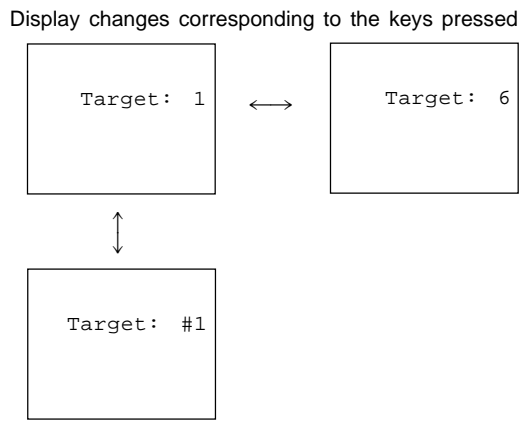 Display changes corresponding to the keys pressed
Target: 1
Target: 6
Target: #1